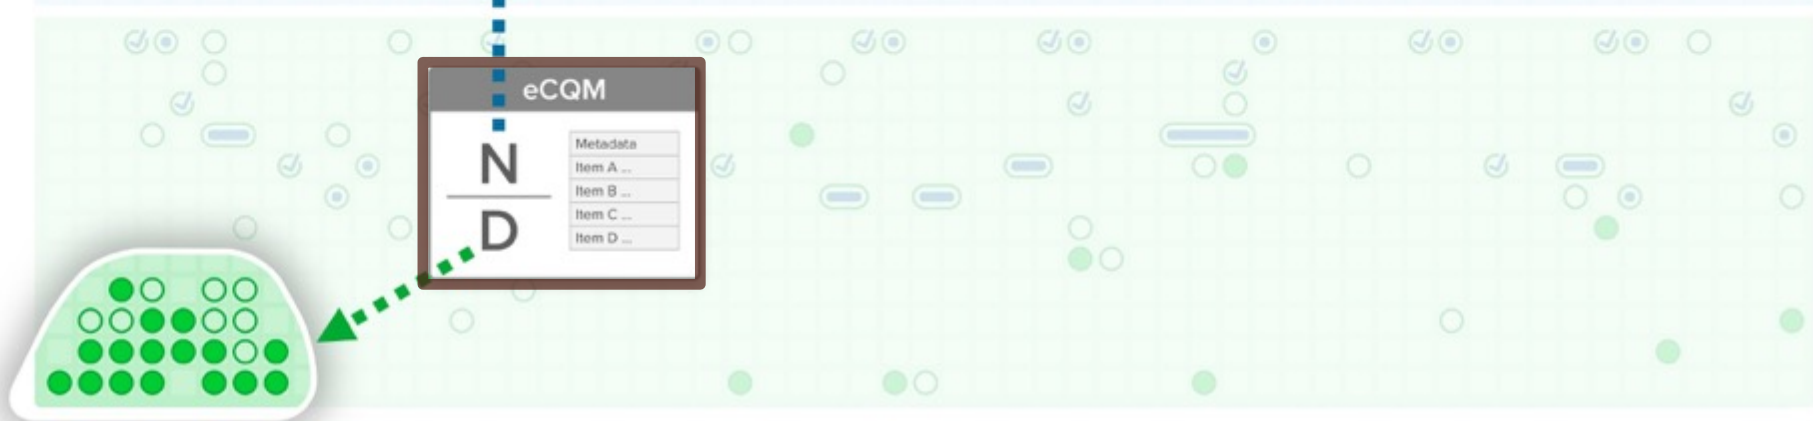 eCQM
N
D
Metadata
Item A ...
Item B ...
Item C ...
Item D ...